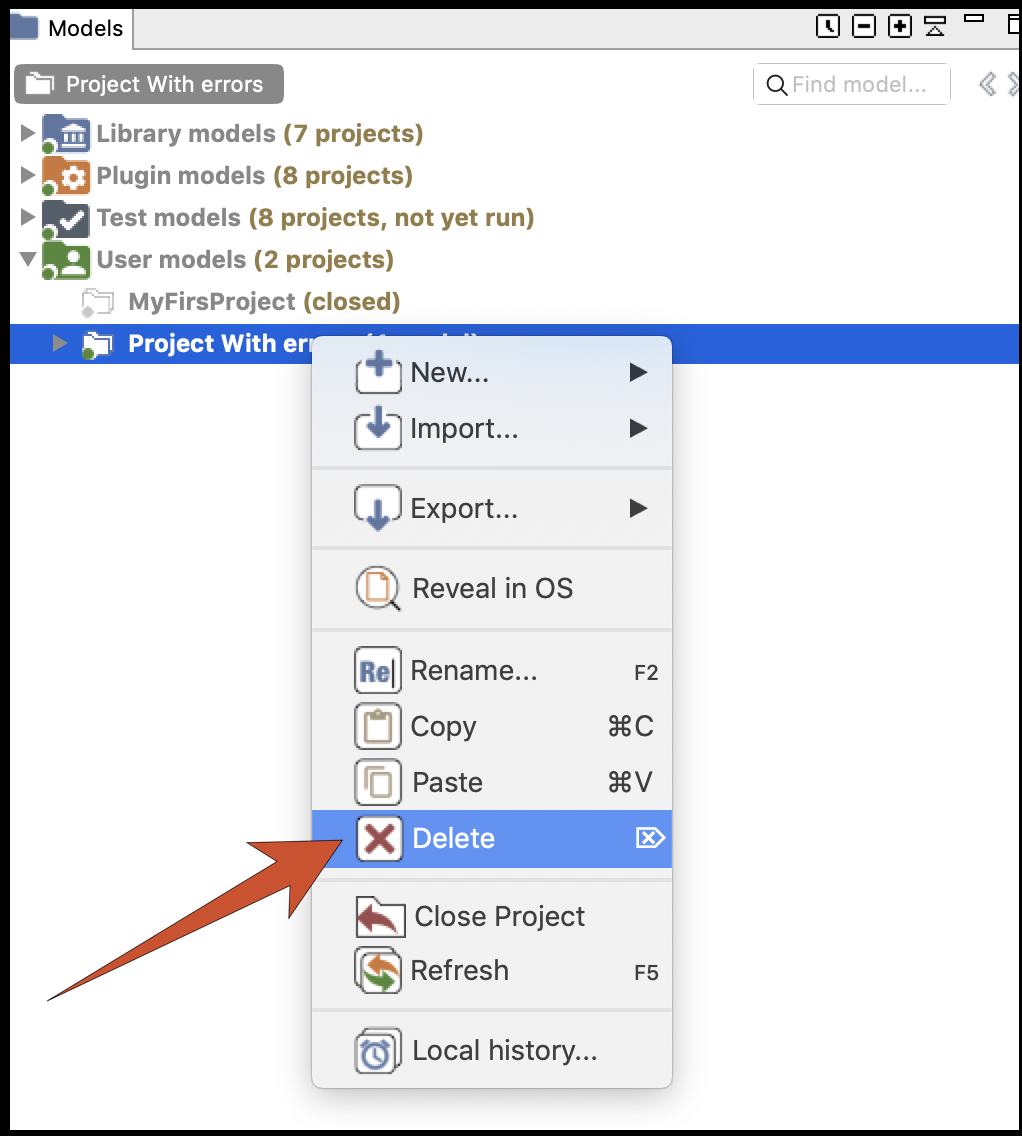 Models
Project With errors
Find model...
Library models (7 projects)
Plugin models (8 projects)
Test models (8 projects, not yet run)
User models (2 projects)
MyFirsProject (closed)
Project With
New...
Import...
Export...
Reveal in OS
Re
Rename... F2
Copy ⌘C
Paste ⌘V
Delete ⌦
Close Project
Refresh F5
Local history...